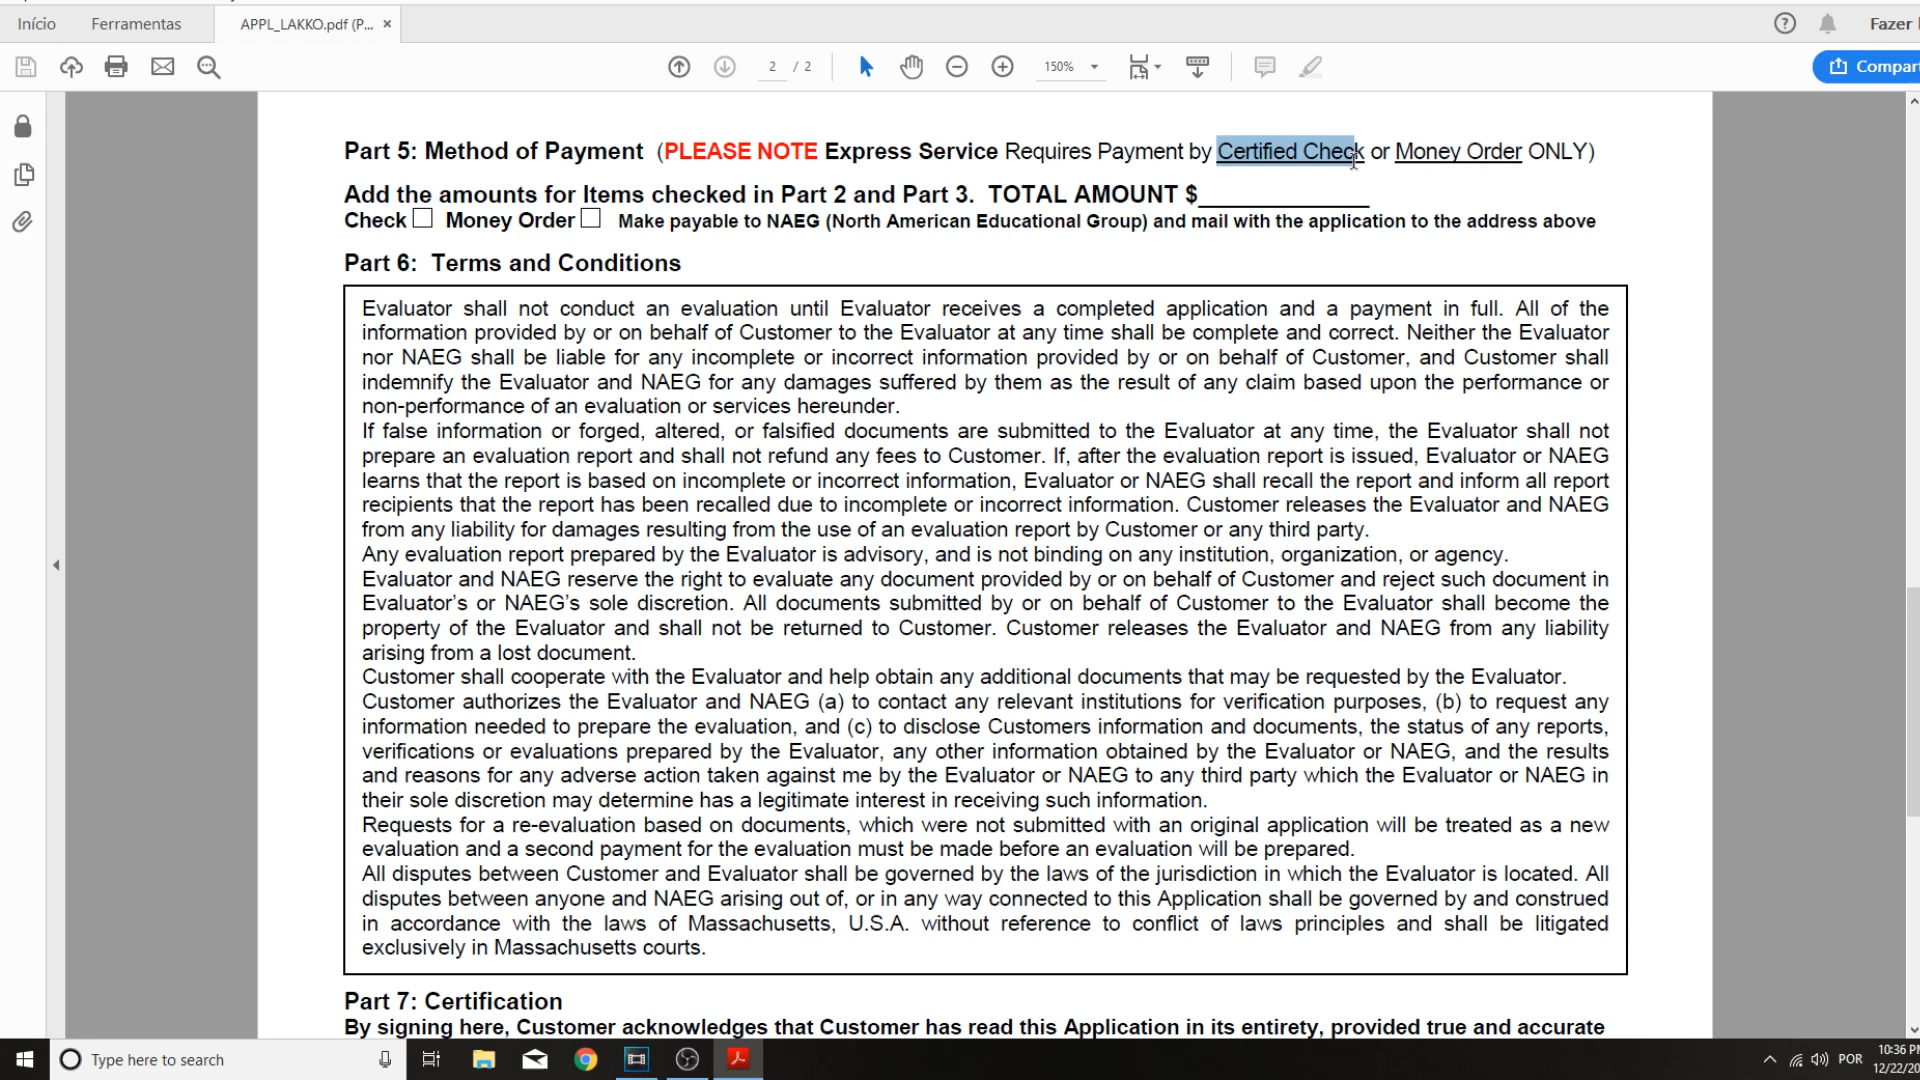 Início Ferramentas APPL_LAKKO.pdf (P... × Fazer
2 / 2 150% Compar
Part 5: Method of Payment (PLEASE NOTE Express Service Requires Payment by Certified Check or Money Order ONLY)
Add the amounts for Items checked in Part 2 and Part 3. TOTAL AMOUNT $______________
Check ☐ Money Order ☐ Make payable to NAEG (North American Educational Group) and mail with the application to the address above
Part 6: Terms and Conditions
Evaluator shall not conduct an evaluation until Evaluator receives a completed application and a payment in full. All of the
information provided by or on behalf of Customer to the Evaluator at any time shall be complete and correct. Neither the Evaluator
nor NAEG shall be liable for any incomplete or incorrect information provided by or on behalf of Customer, and Customer shall
indemnify the Evaluator and NAEG for any damages suffered by them as the result of any claim based upon the performance or
non-performance of an evaluation or services hereunder.
If false information or forged, altered, or falsified documents are submitted to the Evaluator at any time, the Evaluator shall not
prepare an evaluation report and shall not refund any fees to Customer. If, after the evaluation report is issued, Evaluator or NAEG
learns that the report is based on incomplete or incorrect information, Evaluator or NAEG shall recall the report and inform all report
recipients that the report has been recalled due to incomplete or incorrect information. Customer releases the Evaluator and NAEG
from any liability for damages resulting from the use of an evaluation report by Customer or any third party.
Any evaluation report prepared by the Evaluator is advisory, and is not binding on any institution, organization, or agency.
Evaluator and NAEG reserve the right to evaluate any document provided by or on behalf of Customer and reject such document in
Evaluator's or NAEG's sole discretion. All documents submitted by or on behalf of Customer to the Evaluator shall become the
property of the Evaluator and shall not be returned to Customer. Customer releases the Evaluator and NAEG from any liability
arising from a lost document.
Customer shall cooperate with the Evaluator and help obtain any additional documents that may be requested by the Evaluator.
Customer authorizes the Evaluator and NAEG (a) to contact any relevant institutions for verification purposes, (b) to request any
information needed to prepare the evaluation, and (c) to disclose Customers information and documents, the status of any reports,
verifications or evaluations prepared by the Evaluator, any other information obtained by the Evaluator or NAEG, and the results
and reasons for any adverse action taken against me by the Evaluator or NAEG to any third party which the Evaluator or NAEG in
their sole discretion may determine has a legitimate interest in receiving such information.
Requests for a re-evaluation based on documents, which were not submitted with an original application will be treated as a new
evaluation and a second payment for the evaluation must be made before an evaluation will be prepared.
All disputes between Customer and Evaluator shall be governed by the laws of the jurisdiction in which the Evaluator is located. All
disputes between anyone and NAEG arising out of, or in any way connected to this Application shall be governed by and construed
in accordance with the laws of Massachusetts, U.S.A. without reference to conflict of laws principles and shall be litigated
exclusively in Massachusetts courts.
Part 7: Certification
By signing here, Customer acknowledges that Customer has read this Application in its entirety, provided true and accurate
Type here to search POR 10:36 PM
12/22/20